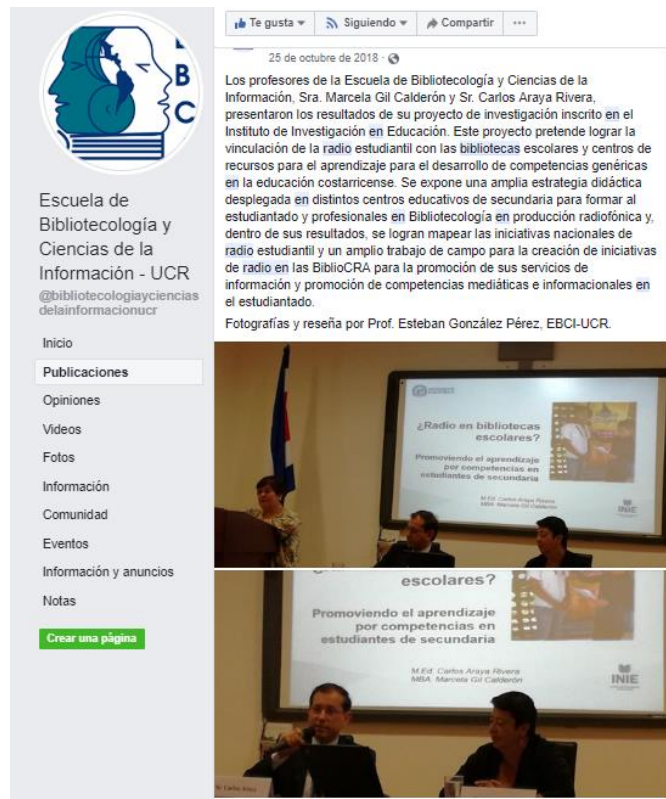 B
C
Escuela de
Bibliotecología y
Ciencias de la
Información - UCR
@bibliotecologiayciencias
delainformacionucr
Inicio
Publicaciones
Opiniones
Videos
Fotos
Información
Comunidad
Eventos
Información y anuncios
Notas
Crear una página
Te gusta
Siguiendo
Compartir
25 de octubre de 2018
Los profesores de la Escuela de Bibliotecología y Ciencias de la
Información, Sra. Marcela Gil Calderón y Sr. Carlos Araya Rivera,
presentaron los resultados de su proyecto de investigación inscrito en el
Instituto de Investigación en Educación. Este proyecto pretende lograr la
vinculación de la radio estudiantil con las bibliotecas escolares y centros de
recursos para el aprendizaje para el desarrollo de competencias genéricas
en la educación costarricense. Se expone una amplia estrategia didáctica
desplegada en distintos centros educativos de secundaria para formar al
estudiantado y profesionales en Bibliotecología en producción radiofónica y,
dentro de sus resultados, se logran mapear las iniciativas nacionales de
radio estudiantil y un amplio trabajo de campo para la creación de iniciativas
de radio en las BiblioCRA para la promoción de sus servicios de
información y promoción de competencias mediáticas e informacionales en
el estudiantado.
Fotografías y reseña por Prof. Esteban González Pérez, EBCI-UCR.
¿Radio en bibliotecas
escolares?
Promoviendo el aprendizaje
por competencias en
estudiantes de secundaria
M.Ed. Carlos Araya Rivera
MBA. Marcela Gil Calderón
INIE
escolares?
Promoviendo el aprendizaje
por competencias en
estudiantes de secundaria
M.Ed. Carlos Araya Rivera
MBA. Marcela Gil Calderón
INIE